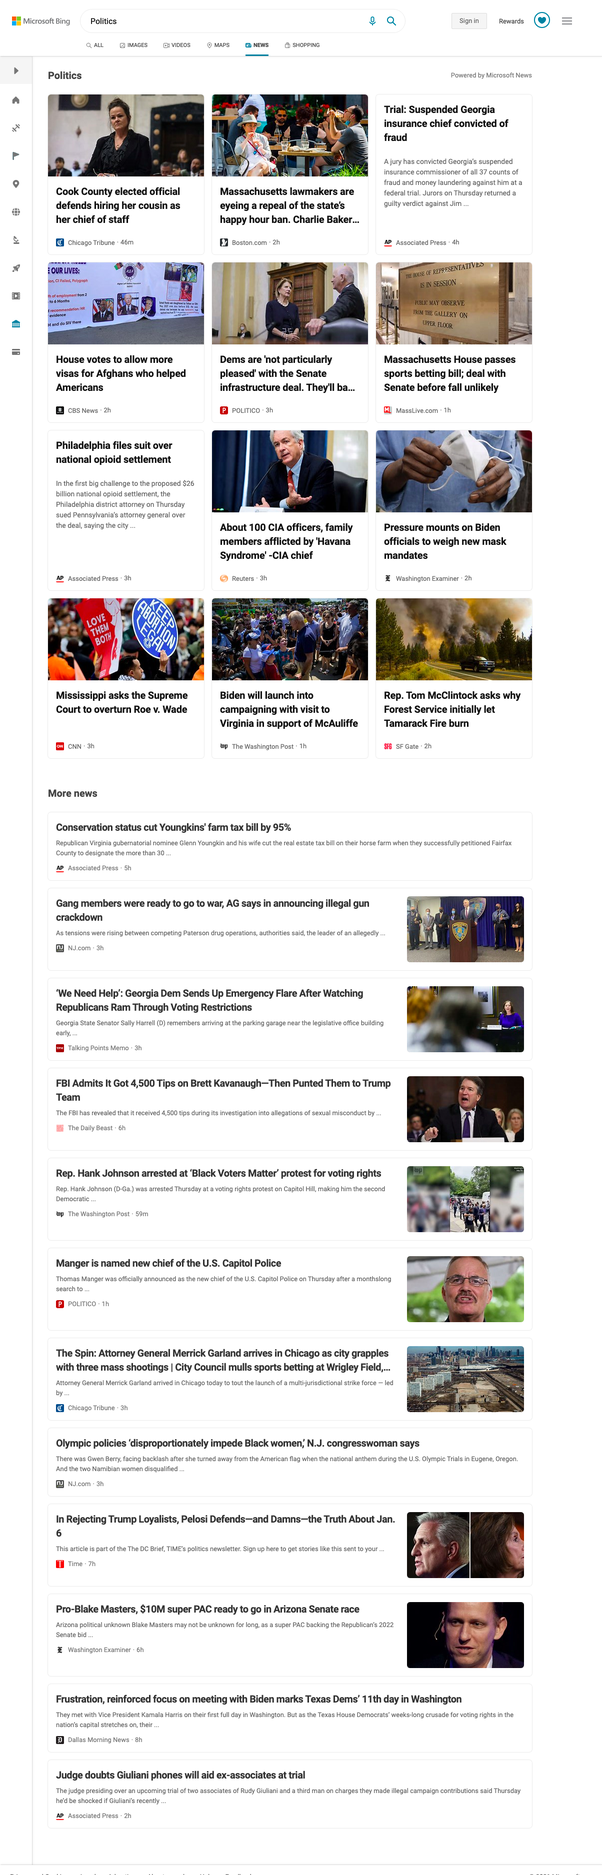 Microsoft Bing
Politics
Sign in
Rewards
ALL
IMAGES
VIDEOS
MAPS
NEWS
SHOPPING
Politics
Powered by Microsoft News
Cook County elected official
defends hiring her cousin as
her chief of staff
Chicago Tribune · 46m
Massachusetts lawmakers are
eyeing a repeal of the state's
happy hour ban. Charlie Baker...
Boston.com · 2h
Trial: Suspended Georgia
insurance chief convicted of
fraud
A jury has convicted Georgia's suspended
insurance commissioner of all 37 counts of
fraud and money laundering against him at a
federal trial. Jurors on Thursday returned a
guilty verdict against Jim ...
AP Associated Press · 4h
OUR LIVES:
House votes to allow more
visas for Afghans who helped
Americans
CBS News · 2h
Dems are 'not particularly
pleased' with the Senate
infrastructure deal. They'll ba...
POLITICO · 3h
THE HOUSE OF REPRESENTATIVES
IS IN SESSION
PUBLIC MAY OBSERVE
FROM THE GALLERY ON
UPPER FLOOR
Massachusetts House passes
sports betting bill; deal with
Senate before fall unlikely
MassLive.com · 1h
Philadelphia files suit over
national opioid settlement
In the first big challenge to the proposed $26
billion national opioid settlement, the
Philadelphia district attorney on Thursday
sued Pennsylvania's attorney general over
the deal, saying the city ...
AP Associated Press · 3h
About 100 CIA officers, family
members afflicted by 'Havana
Syndrome' -CIA chief
Reuters · 3h
Pressure mounts on Biden
officials to weigh new mask
mandates
Washington Examiner · 2h
LOVE
THEM
BOTH
KEEP
ABORTION
LEGAL
Mississippi asks the Supreme
Court to overturn Roe v. Wade
CNN · 3h
Biden will launch into
campaigning with visit to
Virginia in support of McAuliffe
wp The Washington Post · 1h
Rep. Tom McClintock asks why
Forest Service initially let
Tamarack Fire burn
SF Gate · 2h
More news
Conservation status cut Youngkins' farm tax bill by 95%
Republican Virginia gubernatorial nominee Glenn Youngkin and his wife cut the real estate tax bill on their horse farm when they successfully petitioned Fairfax
County to designate the more than 30 ...
AP Associated Press · 5h
Gang members were ready to go to war, AG says in announcing illegal gun
crackdown
As tensions were rising between competing Paterson drug operations, authorities said, the leader of an allegedly ...
NJ.com · 3h
'We Need Help': Georgia Dem Sends Up Emergency Flare After Watching
Republicans Ram Through Voting Restrictions
Georgia State Senator Sally Harrell (D) remembers arriving at the parking garage near the legislative office building
early, ...
Talking Points Memo · 3h
FBI Admits It Got 4,500 Tips on Brett Kavanaugh—Then Punted Them to Trump
Team
The FBI has revealed that it received 4,500 tips during its investigation into allegations of sexual misconduct by ...
The Daily Beast · 6h
Rep. Hank Johnson arrested at 'Black Voters Matter' protest for voting rights
Rep. Hank Johnson (D-Ga.) was arrested Thursday at a voting rights protest on Capitol Hill, making him the second
Democratic ...
wp The Washington Post · 59m
Manger is named new chief of the U.S. Capitol Police
Thomas Manger was officially announced as the new chief of the U.S. Capitol Police on Thursday after a monthslong
search to ...
POLITICO · 1h
The Spin: Attorney General Merrick Garland arrives in Chicago as city grapples
with three mass shootings | City Council mulls sports betting at Wrigley Field,...
Attorney General Merrick Garland arrived in Chicago today to tout the launch of a multi-jurisdictional strike force — led
by ...
Chicago Tribune · 3h
Olympic policies 'disproportionately impede Black women,' N.J. congresswoman says
There was Gwen Berry, facing backlash after she turned away from the American flag when the national anthem during the U.S. Olympic Trials in Eugene, Oregon.
And the two Namibian women disqualified ...
NJ.com · 3h
In Rejecting Trump Loyalists, Pelosi Defends—and Damns—the Truth About Jan.
6
This article is part of the The DC Brief, TIME's politics newsletter. Sign up here to get stories like this sent to your ...
Time · 7h
Pro-Blake Masters, $10M super PAC ready to go in Arizona Senate race
Arizona political unknown Blake Masters may not be unknown for long, as a super PAC backing the Republican's 2022
Senate bid ...
Washington Examiner · 6h
Frustration, reinforced focus on meeting with Biden marks Texas Dems' 11th day in Washington
They met with Vice President Kamala Harris on their first full day in Washington. But as the Texas House Democrats' weeks-long crusade for voting rights in the
nation's capital stretches on, their ...
Dallas Morning News · 8h
Judge doubts Giuliani phones will aid ex-associates at trial
The judge presiding over an upcoming trial of two associates of Rudy Giuliani and a third man on charges they made illegal campaign contributions said Thursday
he'd be shocked if Giuliani's recently ...
AP Associated Press · 2h